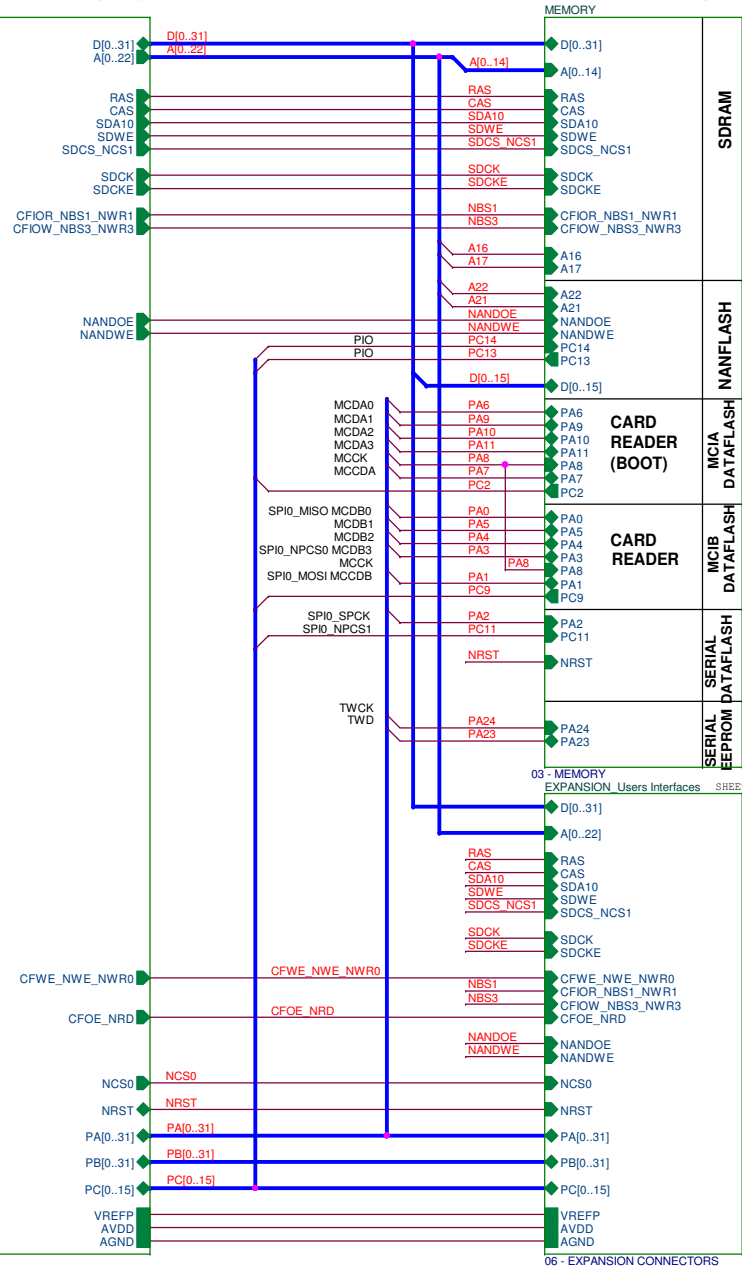 MEMORY
D[0..31] D[0..31] D[0..31]
A[0..22] A[0..22] A[0..14] A[0..14]
RAS RAS RAS
CAS CAS CAS
SDA10 SDA10 SDA10
SDWE SDWE SDWE
SDCS_NCS1 SDCS_NCS1 SDCS_NCS1
SDRAM
SDCK SDCK SDCK
SDCKE SDCKE SDCKE
CFIOR_NBS1_NWR1 NBS1 CFIOR_NBS1_NWR1
CFIOW_NBS3_NWR3 NBS3 CFIOW_NBS3_NWR3
A16 A16
A17 A17
A22 A22
A21 A21
NANDOE NANDOE NANDOE
NANDWE NANDWE NANDWE
PIO PC14 PC14
PIO PC13 PC13
D[0..15] D[0..15]
NANFLASH
MCDA0 PA6 PA6
MCDA1 PA9 PA9
MCDA2 PA10 PA10
MCDA3 PA11 PA11
MCCK PA8 PA8
MCCDA PA7 PA7
PC2 PC2
CARD
READER
(BOOT)
MCIA
DATAFLASH
SPI0_MISO MCDB0 PA0 PA0
MCDB1 PA5 PA5
MCDB2 PA4 PA4
SPI0_NPCS0 MCDB3 PA3 PA3
MCCK PA8 PA8
SPI0_MOSI MCCDB PA1 PA1
PC9 PC9
CARD
READER
MCIB
DATAFLASH
SPI0_SPCK PA2 PA2
SPI0_NPCS1 PC11 PC11
NRST NRST
SERIAL
DATAFLASH
TWCK PA24 PA24
TWD PA23 PA23
SERIAL
EEPROM
03 - MEMORY
EXPANSION_Users Interfaces SHEE
D[0..31]
A[0..22]
RAS RAS
CAS CAS
SDA10 SDA10
SDWE SDWE
SDCS_NCS1 SDCS_NCS1
SDCK SDCK
SDCKE SDCKE
CFWE_NWE_NWR0 CFWE_NWE_NWR0 CFWE_NWE_NWR0
NBS1 CFIOR_NBS1_NWR1
NBS3 CFIOW_NBS3_NWR3
CFOE_NRD CFOE_NRD CFOE_NRD
NANDOE NANDOE
NANDWE NANDWE
NCS0 NCS0 NCS0
NRST NRST NRST
PA[0..31] PA[0..31] PA[0..31]
PB[0..31] PB[0..31] PB[0..31]
PC[0..15] PC[0..15] PC[0..15]
VREFP VREFP
AVDD AVDD
AGND AGND
06 - EXPANSION CONNECTORS